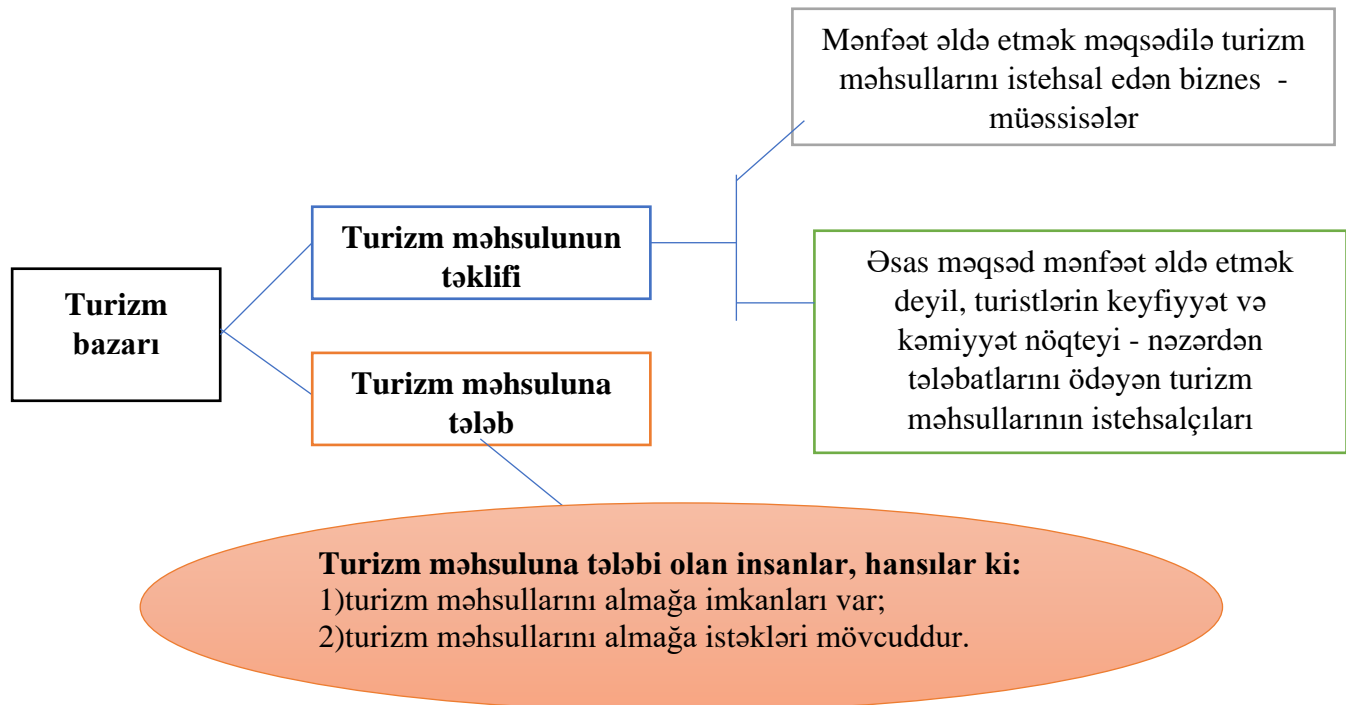 Mənfəət əldə etmək məqsədilə turizm
məhsullarını istehsal edən biznes -
müəssisələr
Turizm məhsulunun
təklifi
Əsas məqsəd mənfəət əldə etmək
deyil, turistlərin keyfiyyət və
kəmiyyət nöqteyi - nəzərdən
tələbatlarını ödəyən turizm
məhsullarının istehsalçıları
Turizm
bazarı
Turizm məhsuluna
tələb
Turizm məhsuluna tələbi olan insanlar, hansılar ki:
1)turizm məhsullarını almağa imkanları var;
2)turizm məhsullarını almağa istəkləri mövcuddur.